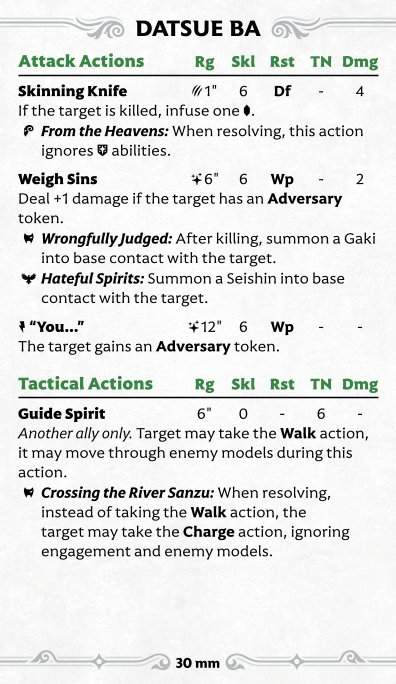 DATSUE BA
Attack Actions Rg Skl Rst TN Dmg
Skinning Knife 1" 6 Df - 4
If the target is killed, infuse one .
From the Heavens: When resolving, this action
ignores abilities.
Weigh Sins 6" 6 Wp - 2
Deal +1 damage if the target has an Adversary
token.
Wrongfully Judged: After killing, summon a Gaki
into base contact with the target.
Hateful Spirits: Summon a Seishin into base
contact with the target.
“You...” 12" 6 Wp - -
The target gains an Adversary token.
Tactical Actions Rg Skl Rst TN Dmg
Guide Spirit 6" 0 - 6 -
Another ally only. Target may take the Walk action,
it may move through enemy models during this
action.
Crossing the River Sanzu: When resolving,
instead of taking the Walk action, the
target may take the Charge action, ignoring
engagement and enemy models.
30 mm